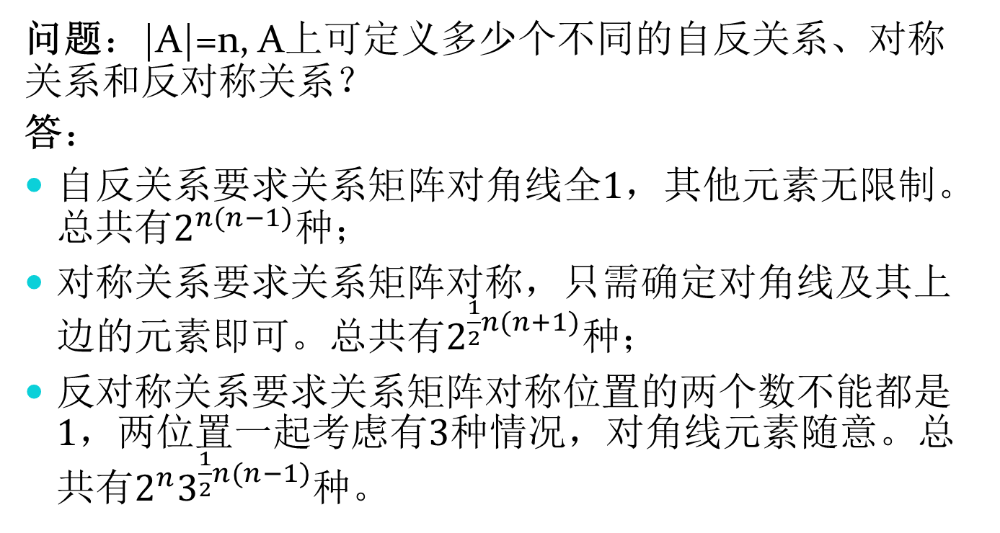 问题：|A|=n, A上可定义多少个不同的自反关系、对称
关系和反对称关系？
答：
• 自反关系要求关系矩阵对角线全1，其他元素无限制。
总共有$2^{n(n-1)}$种；
• 对称关系要求关系矩阵对称，只需确定对角线及其上
边的元素即可。总共有$2^{\frac{1}{2}n(n+1)}$种；
• 反对称关系要求关系矩阵对称位置的两个数不能都是
1，两位置一起考虑有3种情况，对角线元素随意。总
共有$2^n 3^{\frac{1}{2}n(n-1)}$种。